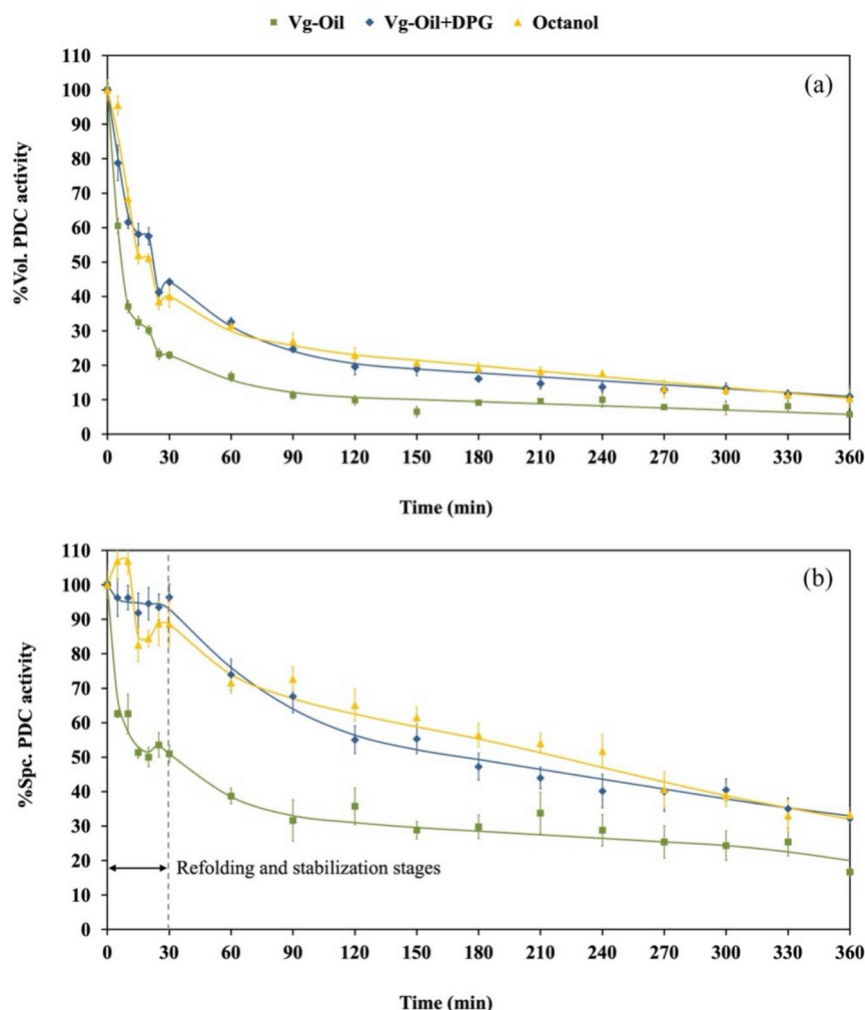 Vg-Oil Vg-Oil+DPG Octanol
(a)
%Vol. PDC activity
100
90
80
70
60
50
40
30
20
10
0
0 30 60 90 120 150 180 210 240 270 300 330 360
Time (min)
(b)
%Spc. PDC activity
110
100
90
80
70
60
50
40
30
20
10
0
Refolding and stabilization stages
0 30 60 90 120 150 180 210 240 270 300 330 360
Time (min)